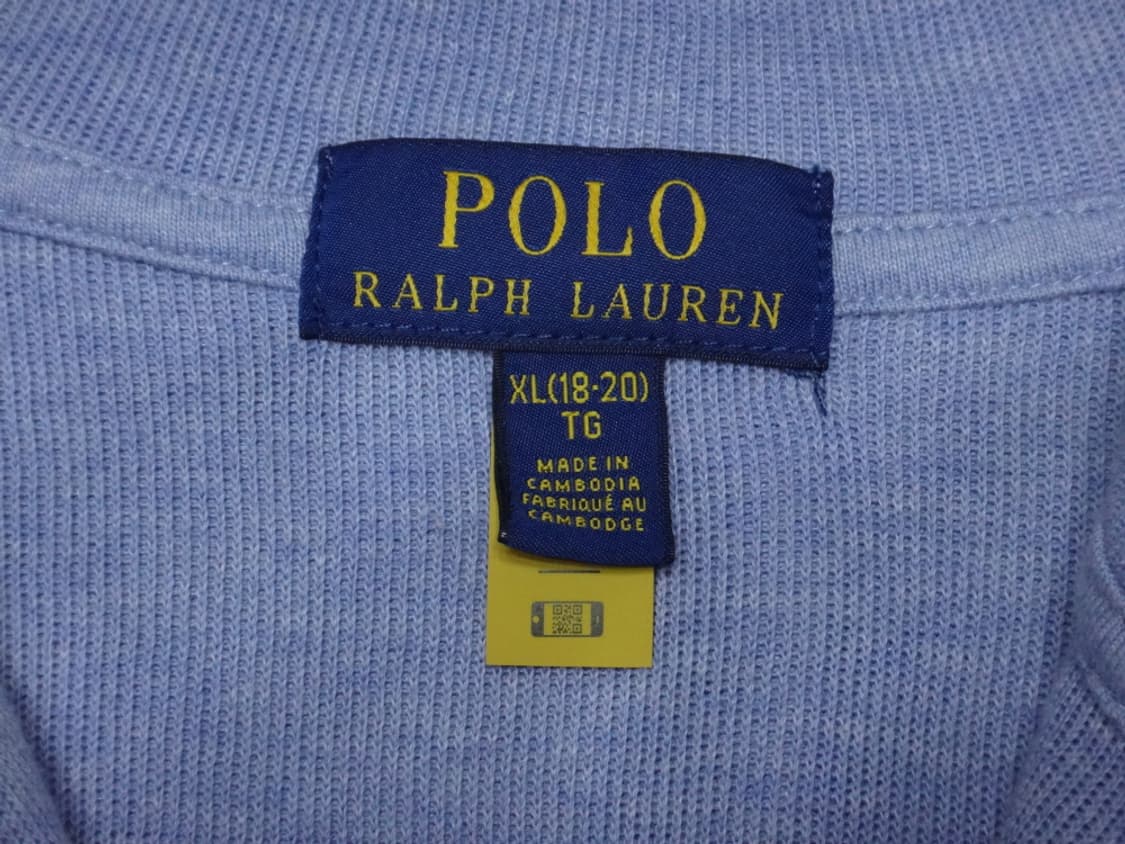 POLO
RALPH LAUREN
XL(18-20)
TG
MADE IN
CAMBODIA
FABRIQUÉ AU
CAMBODGE